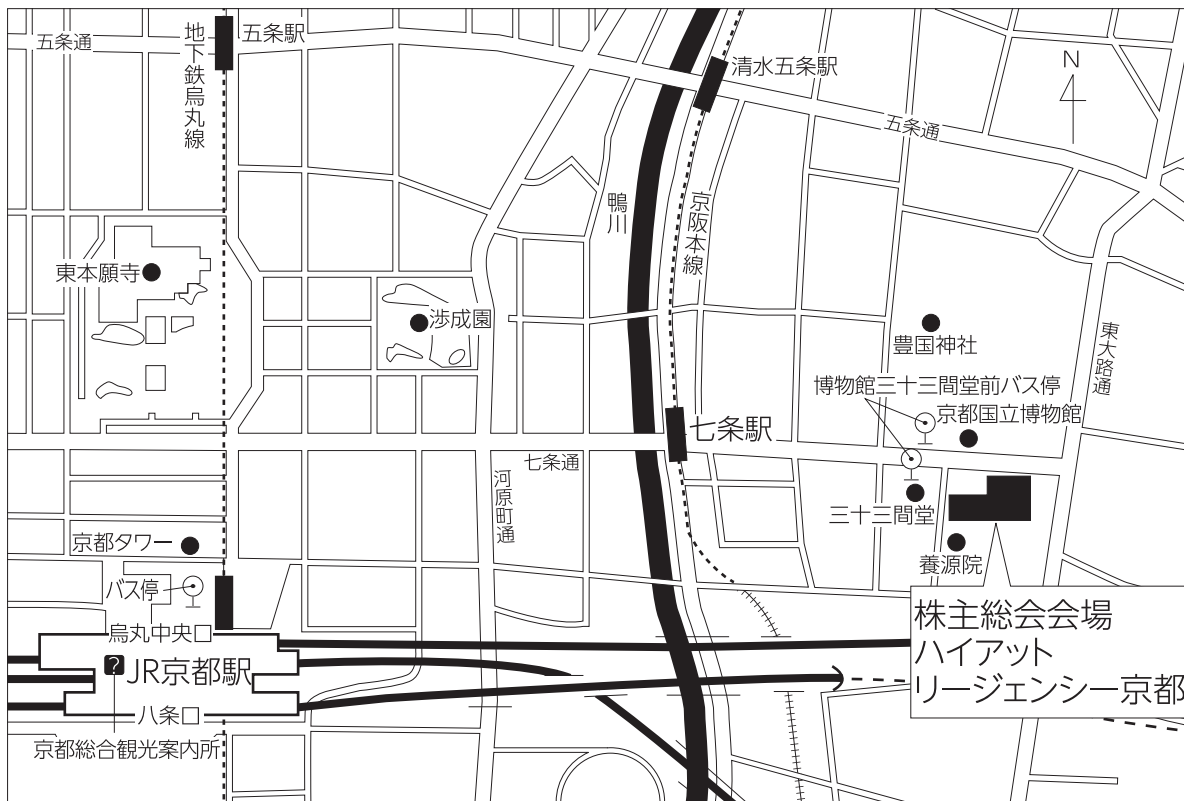 五条通
地下鉄烏丸線
五条駅
清水五条駅
N
五条通
鴨川
京阪本線
東本願寺
渉成園
豊国神社
東大路通
博物館三十三間堂前バス停
京都国立博物館
七条駅
七条通
河原町通
三十三間堂
京都タワー
養源院
バス停
烏丸中央口
?
JR京都駅
八条口
京都総合観光案内所
株主総会会場
ハイアット
リージェンシー京都